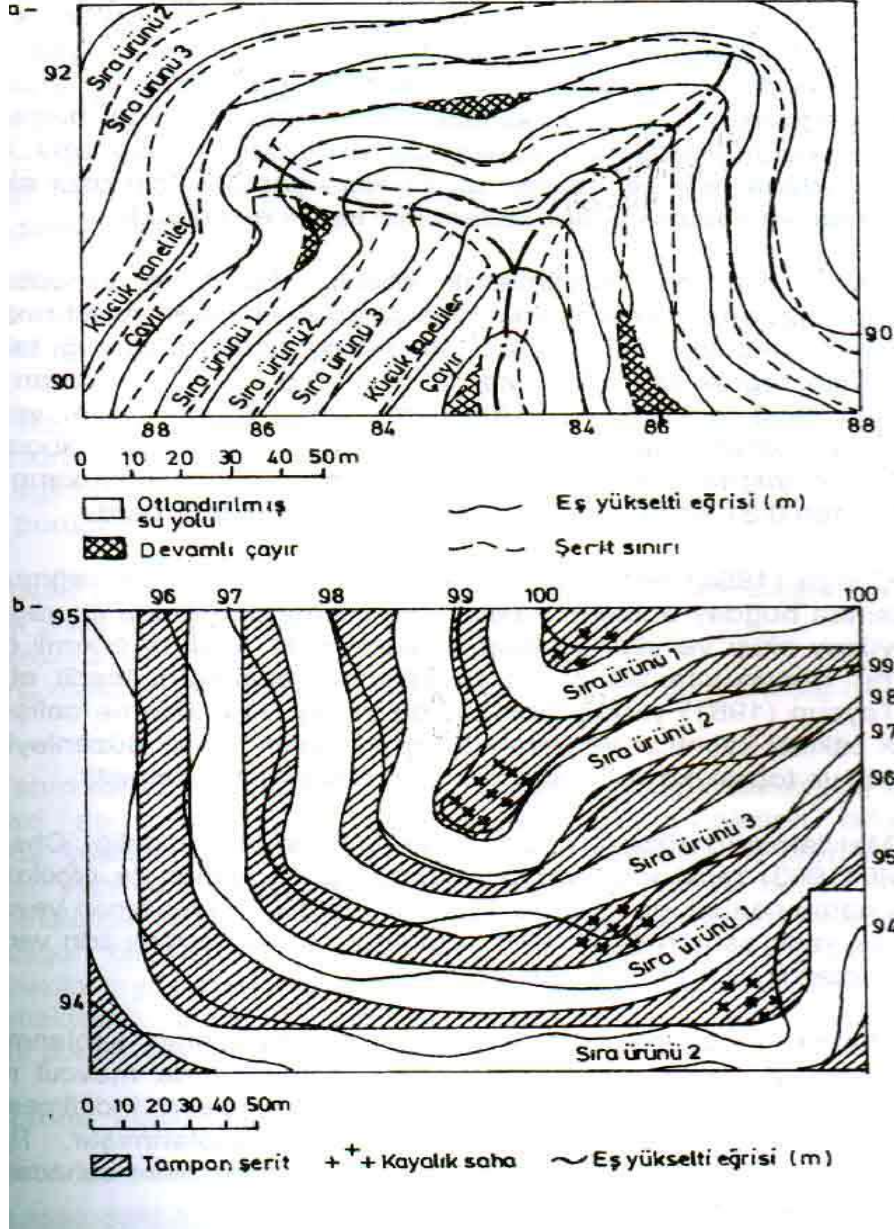 a-
Sıra ürünü 2
92
Sıra ürünü 3
Küçük taneliler
Çayır
Sıra ürünü 1
Sıra ürünü 2
Sıra ürünü 3
Küçük taneliler
Çayır
90
90
88
86
84
84
86
88
0 10 20 30 40 50m
Otlandırılmış
su yolu
Eş yükselti eğrisi (m)
Devamlı çayır
Şerit sınırı
b-
95
96
97
98
99
100
100
Sıra ürünü 1
99
98
Sıra ürünü 2
97
96
Sıra ürünü 3
95
Sıra ürünü 1
94
94
Sıra ürünü 2
0 10 20 30 40 50m
Tampon şerit
+ + + Kayalık saha
Eş yükselti eğrisi (m)